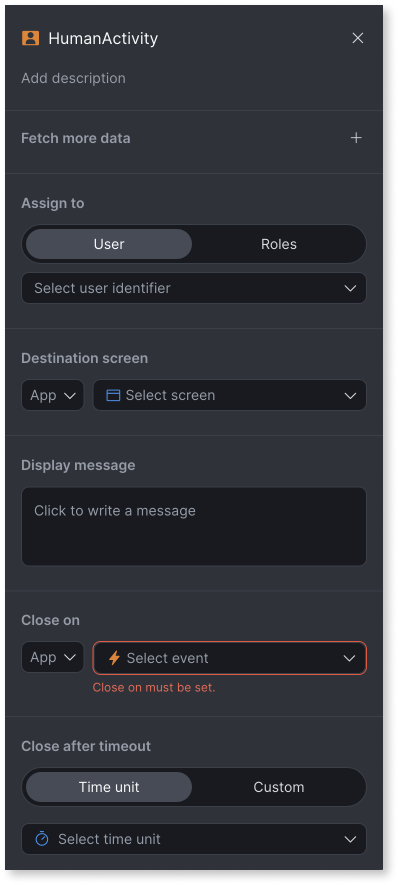 HumanActivity
Add description
Fetch more data
Assign to
User Roles
Select user identifier
Destination screen
App Select screen
Display message
Click to write a message
Close on
App Select event
Close on must be set.
Close after timeout
Time unit Custom
Select time unit